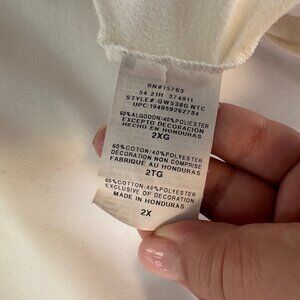 RN#15763
54 21H 374911
STYLE# QW5386 NTC
UPC:194959262784
60%ALGODON/40%POLIESTER
EXCEPTO DECORACION
HECHO EN HONDURAS
2XG
60%COTON/40%POLYESTER
DECORATION NON COMPRISE
FABRIQUE AU HONDURAS
2TG
60%COTTON/40%POLYESTER
EXCLUSIVE OF DECORATION
MADE IN HONDURAS
2X